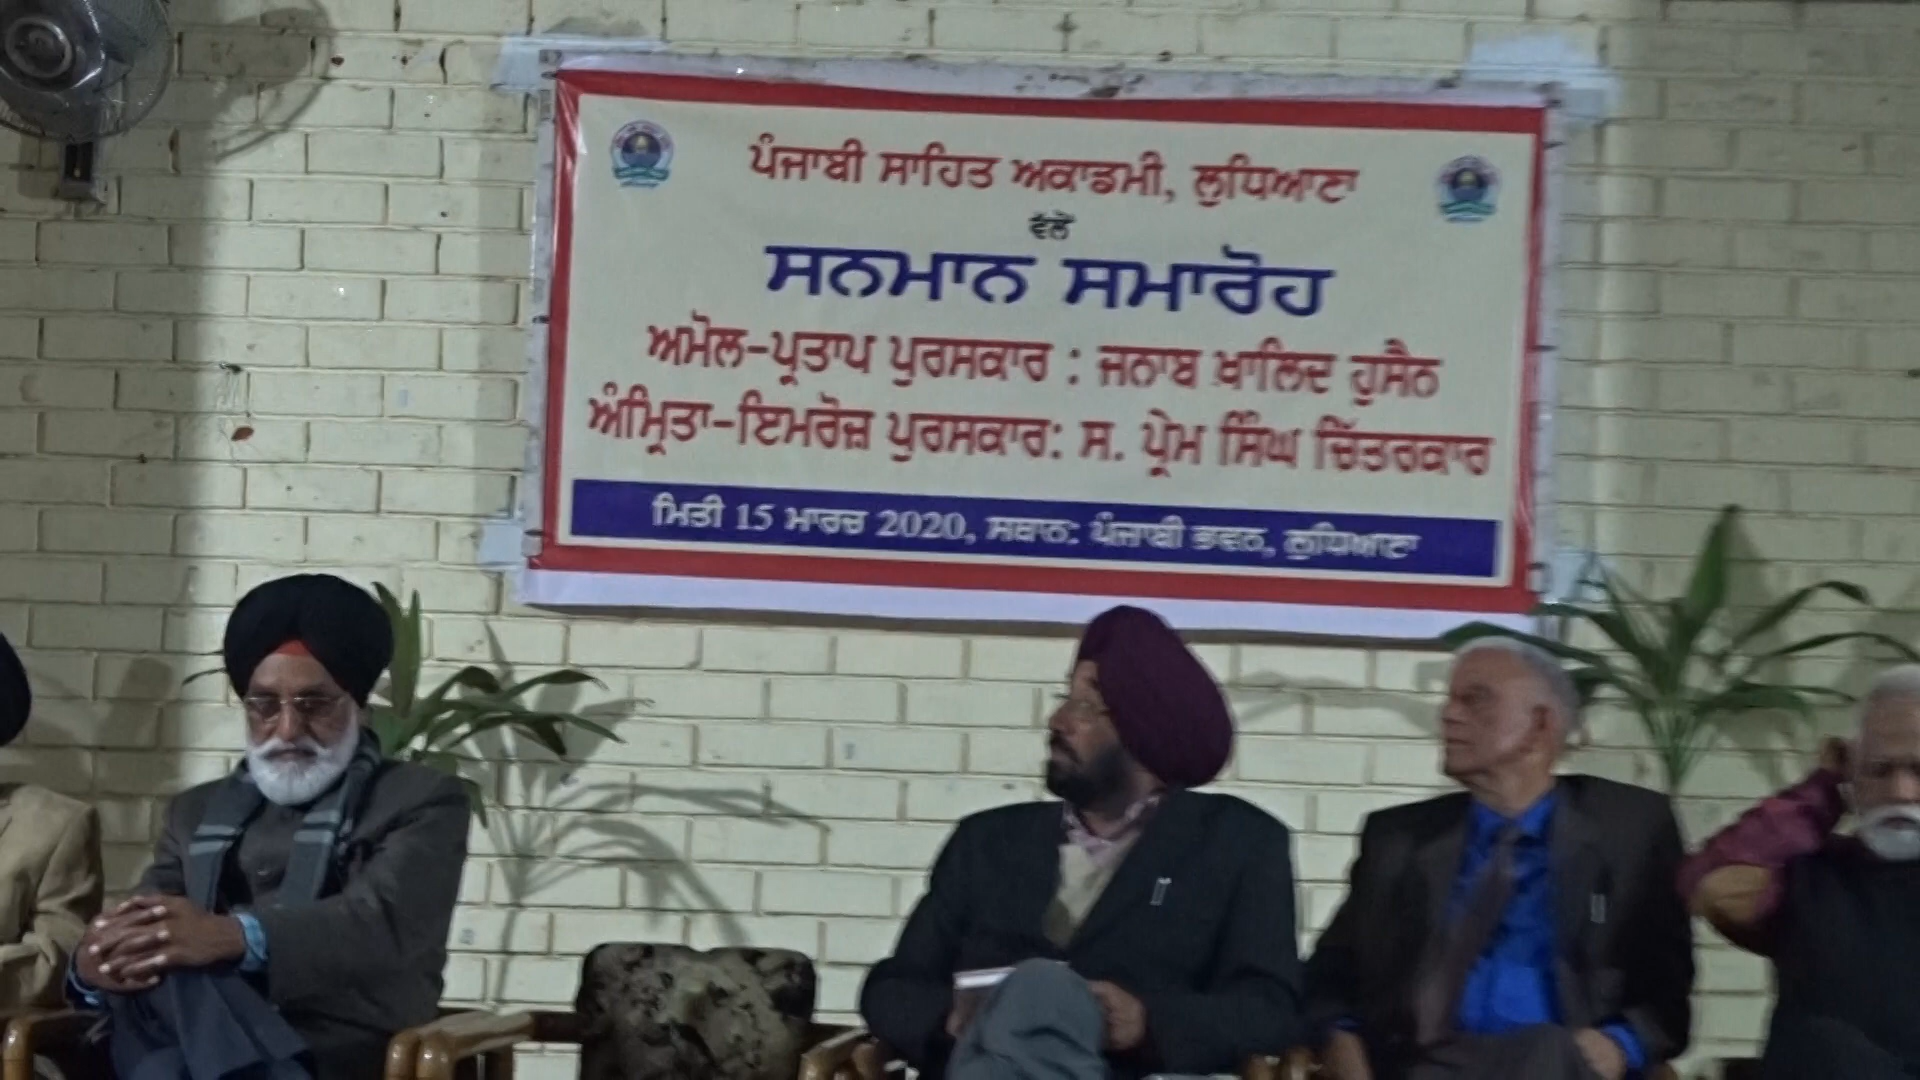 ਪੰਜਾਬੀ ਸਾਹਿਤ ਅਕਾਡਮੀ, ਲੁਧਿਆਣਾ
ਵੱਲੋਂ
ਸਨਮਾਨ ਸਮਾਰੋਹ
ਅਮੋਲ-ਪ੍ਰਤਾਪ ਪੁਰਸਕਾਰ : ਜਨਾਬ ਖ਼ਾਲਿਦ ਹੁਸੈਨ
ਅੰਮ੍ਰਿਤਾ-ਇਮਰੋਜ਼ ਪੁਰਸਕਾਰ: ਸ. ਪ੍ਰੇਮ ਸਿੰਘ ਚਿੱਤਰਕਾਰ
ਮਿਤੀ 15 ਮਾਰਚ 2020, ਸਥਾਨ: ਪੰਜਾਬੀ ਭਵਨ, ਲੁਧਿਆਣਾ